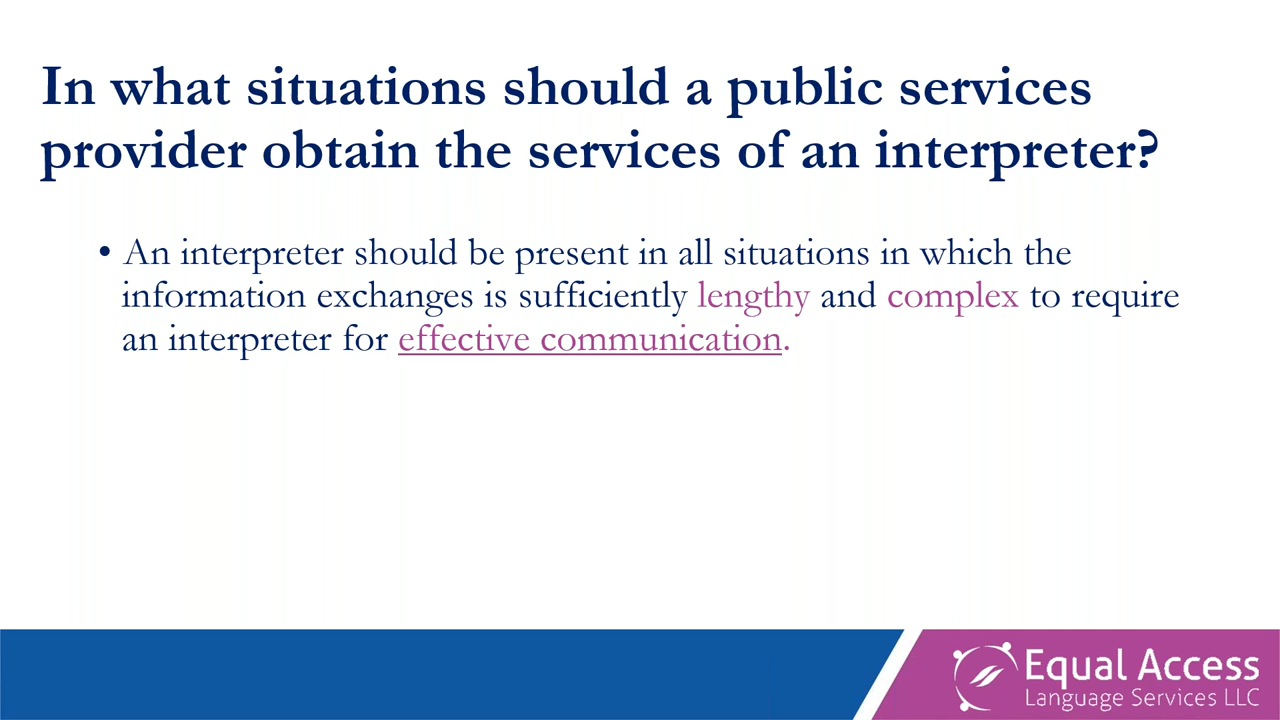 In what situations should a public services
provider obtain the services of an interpreter?
• An interpreter should be present in all situations in which the
information exchanges is sufficiently lengthy and complex to require
an interpreter for effective communication.
Equal Access
Language Services LLC